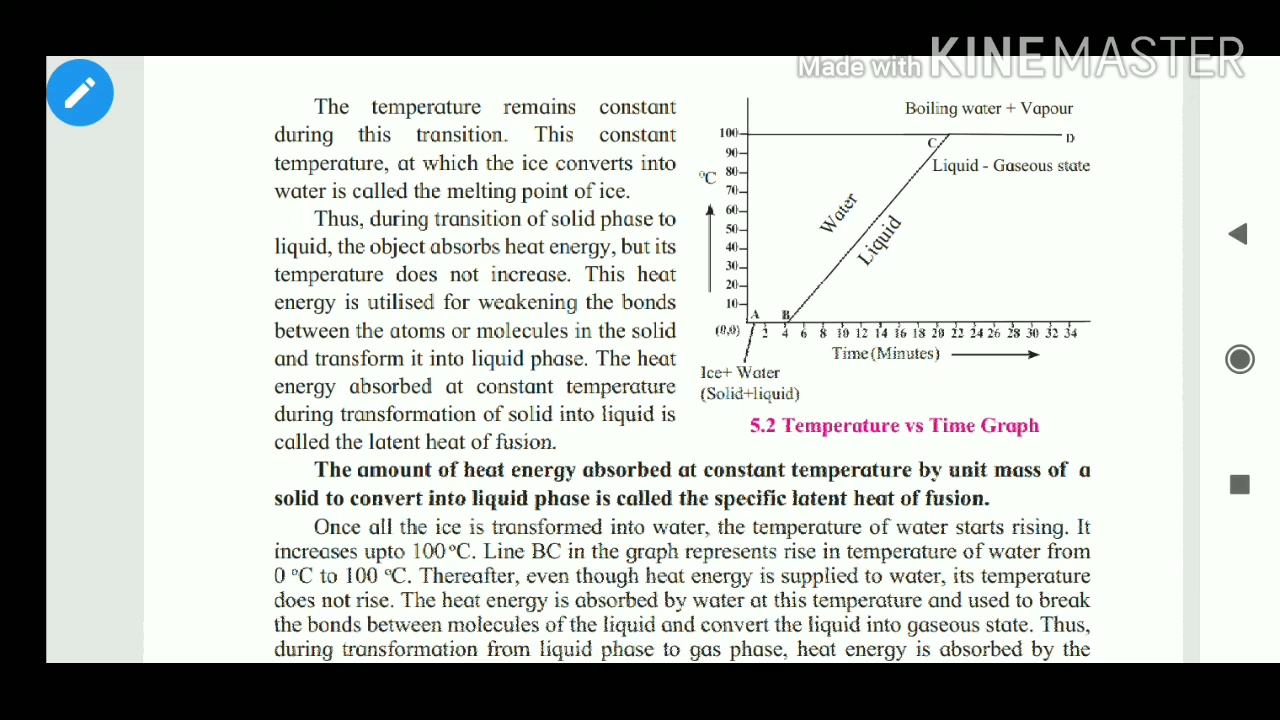 Made with KINEMASTER
The temperature remains constant
during this transition. This constant
temperature, at which the ice converts into
water is called the melting point of ice.
Thus, during transition of solid phase to
liquid, the object absorbs heat energy, but its
temperature does not increase. This heat
energy is utilised for weakening the bonds
between the atoms or molecules in the solid
and transform it into liquid phase. The heat
energy absorbed at constant temperature
during transformation of solid into liquid is
called the latent heat of fusion.
Boiling water + Vapour
100
C
D
90
Liquid - Gaseous state
°C
80
70
60
50
40
30
20
10
Water
Liquid
A
B
(0,0) 2 4 6 8 10 12 14 16 18 20 22 24 26 28 30 32 34
Time (Minutes)
Ice+ Water
(Solid+liquid)
5.2 Temperature vs Time Graph
The amount of heat energy absorbed at constant temperature by unit mass of a
solid to convert into liquid phase is called the specific latent heat of fusion.
Once all the ice is transformed into water, the temperature of water starts rising. It
increases upto 100 °C. Line BC in the graph represents rise in temperature of water from
0 °C to 100 °C. Thereafter, even though heat energy is supplied to water, its temperature
does not rise. The heat energy is absorbed by water at this temperature and used to break
the bonds between molecules of the liquid and convert the liquid into gaseous state. Thus,
during transformation from liquid phase to gas phase, heat energy is absorbed by the